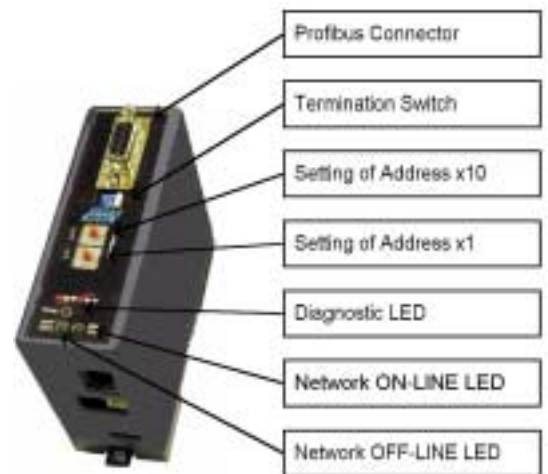 Profibus Connector
Termination Switch
Setting of Address x10
Setting of Address x1
Diagnostic LED
Network ON-LINE LED
Network OFF-LINE LED